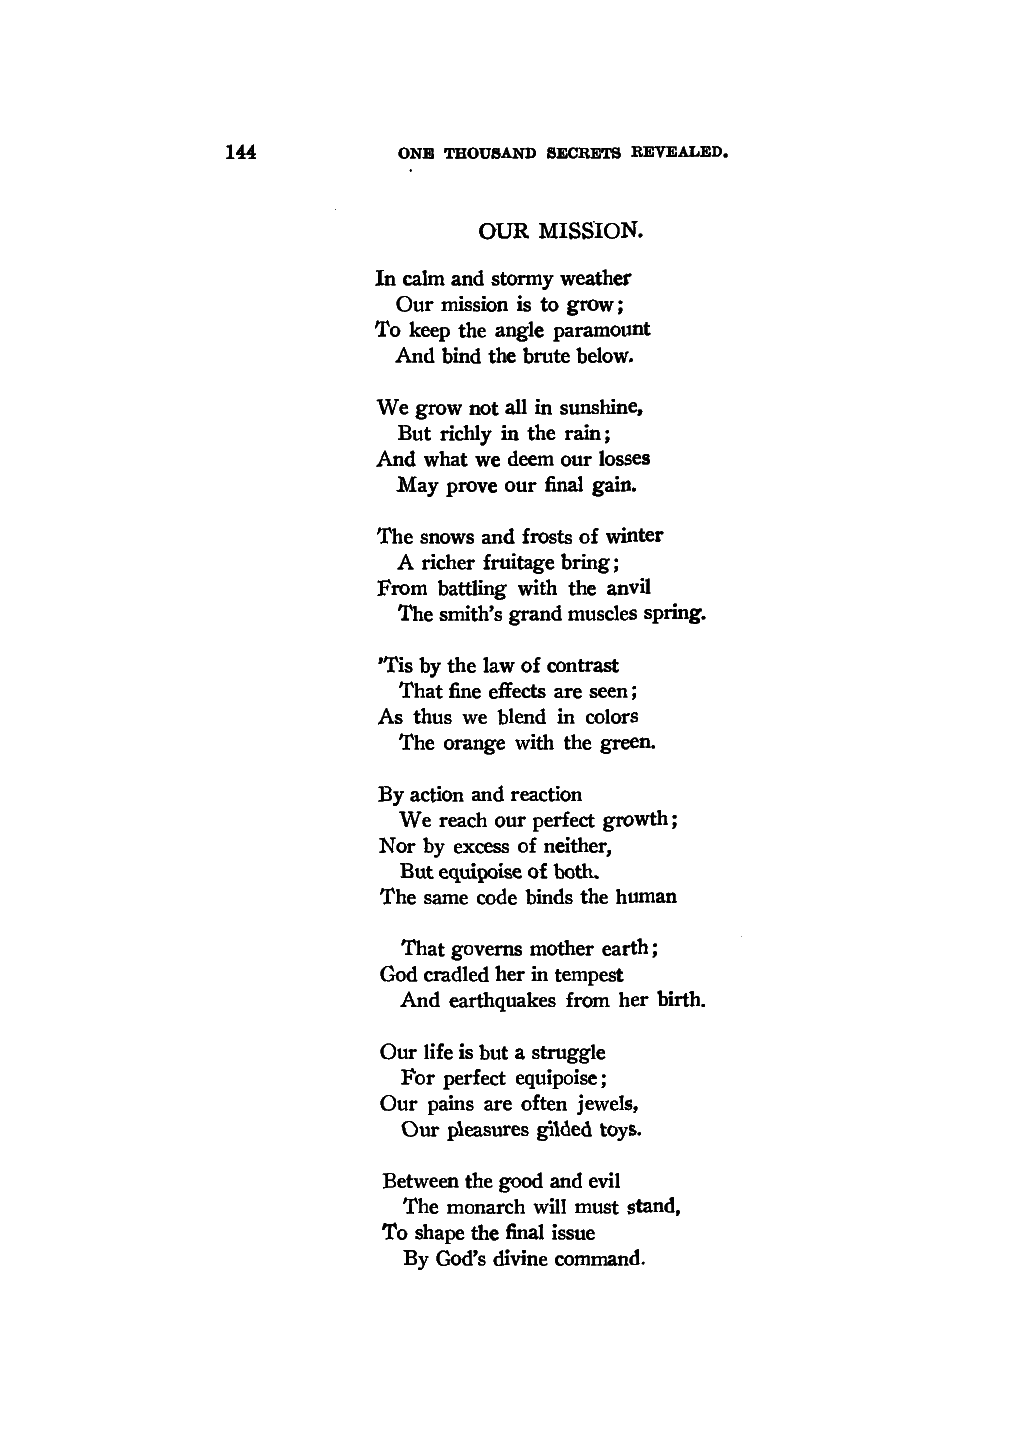 144 ONE THOUSAND SECRETS REVEALED.
OUR MISSION.
In calm and stormy weather
Our mission is to grow;
To keep the angle paramount
And bind the brute below.
We grow not all in sunshine,
But richly in the rain;
And what we deem our losses
May prove our final gain.
The snows and frosts of winter
A richer fruitage bring;
From battling with the anvil
The smith's grand muscles spring.
'Tis by the law of contrast
That fine effects are seen;
As thus we blend in colors
The orange with the green.
By action and reaction
We reach our perfect growth;
Nor by excess of neither,
But equipoise of both.
The same code binds the human
That governs mother earth;
God cradled her in tempest
And earthquakes from her birth.
Our life is but a struggle
For perfect equipoise;
Our pains are often jewels,
Our pleasures gilded toys.
Between the good and evil
The monarch will must stand,
To shape the final issue
By God's divine command.